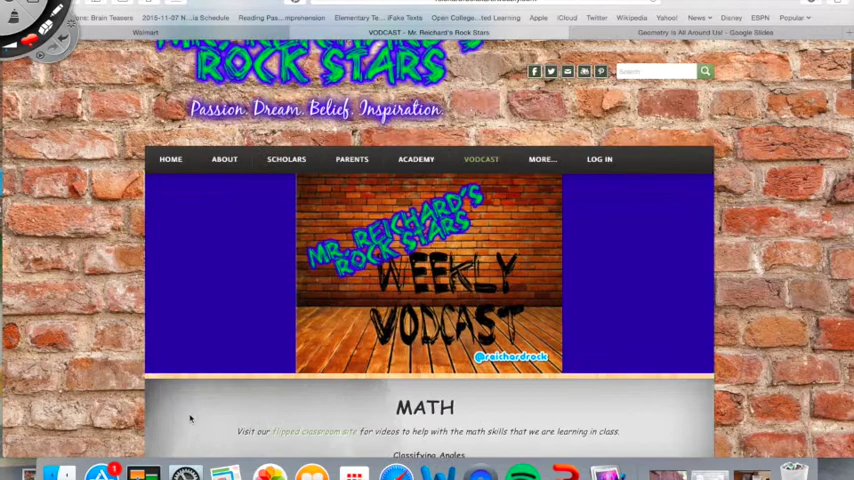 ons: Brain Teasers 2015-11-07 N ia Schedule Reading Pas ...mprehension Elementary Te ... iFake Texts Open Colleg ...ted Learning Apple iCloud Twitter Wikipedia Yahoo! News Disney ESPN Popular
Walmart VODCAST - Mr. Reichard's Rock Stars Geometry Is All Around Us! - Google Slides
MR. REICHARD'S
ROCK STARS
Passion. Dream. Belief. Inspiration.
Search
HOME ABOUT SCHOLARS PARENTS ACADEMY VODCAST MORE... LOG IN
MR. REICHARD'S
ROCK STARS
WEEKLY
VODCAST
@reichardrock
MATH
Visit our flipped classroom site for videos to help with the math skills that we are learning in class.
Classifying Angles
1